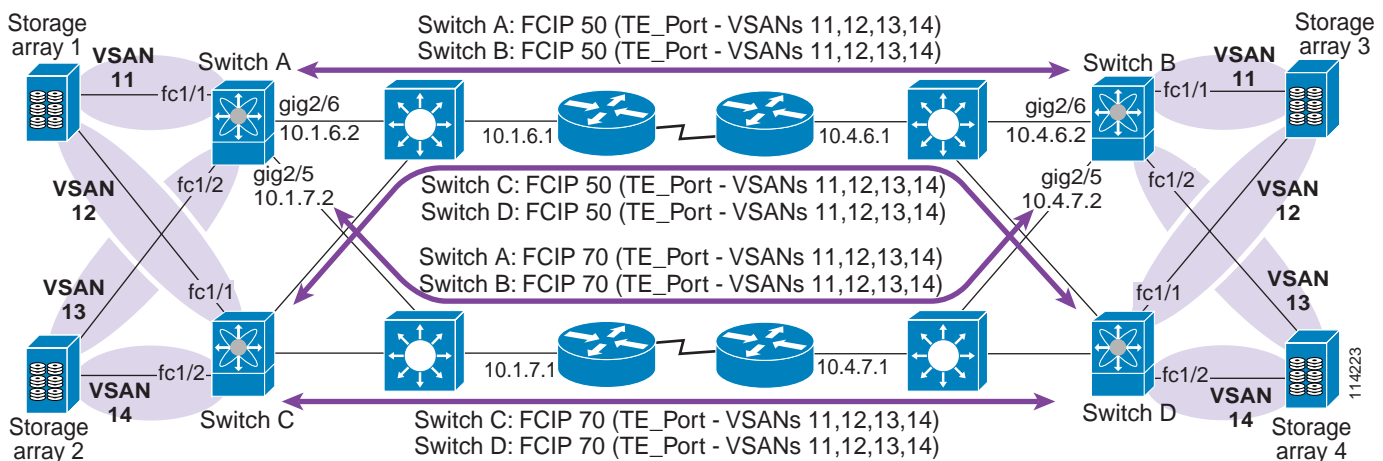 Storage
array 1
VSAN
11
Switch A
Switch A: FCIP 50 (TE_Port - VSANs 11,12,13,14)
Switch B: FCIP 50 (TE_Port - VSANs 11,12,13,14)
Switch B
VSAN
11
Storage
array 3
fc1/1
gig2/6
10.1.6.2
10.1.6.1
10.4.6.1
gig2/6
10.4.6.2
fc1/1
fc1/2
gig2/5
10.1.7.2
VSAN
12
Switch C: FCIP 50 (TE_Port - VSANs 11,12,13,14)
Switch D: FCIP 50 (TE_Port - VSANs 11,12,13,14)
gig2/5
10.4.7.2
fc1/2
VSAN
12
Switch A: FCIP 70 (TE_Port - VSANs 11,12,13,14)
Switch B: FCIP 70 (TE_Port - VSANs 11,12,13,14)
VSAN
13
fc1/1
fc1/1
VSAN
13
fc1/2
10.1.7.1
10.4.7.1
fc1/2
VSAN
14
Switch C
Switch C: FCIP 70 (TE_Port - VSANs 11,12,13,14)
Switch D: FCIP 70 (TE_Port - VSANs 11,12,13,14)
Switch D
VSAN
14
Storage
array 2
Storage
array 4
114223